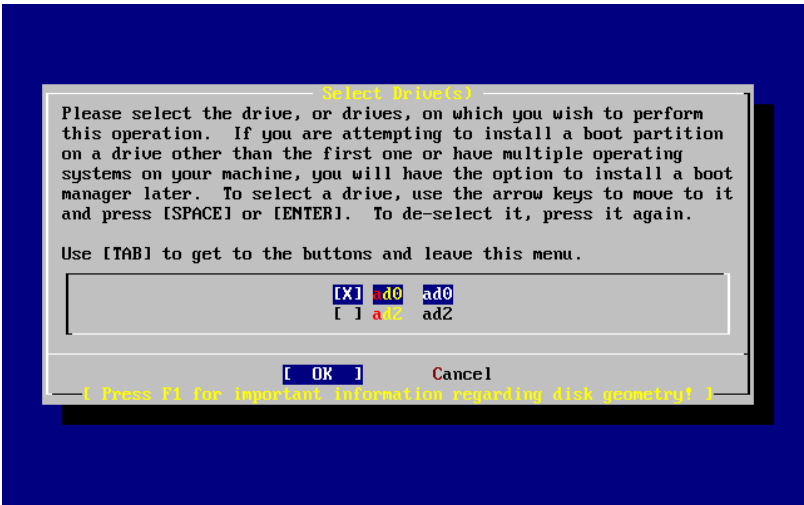 Select Drive(s)
Please select the drive, or drives, on which you wish to perform
this operation.  If you are attempting to install a boot partition
on a drive other than the first one or have multiple operating
systems on your machine, you will have the option to install a boot
manager later.  To select a drive, use the arrow keys to move to it
and press [SPACE] or [ENTER].  To de-select it, press it again.
Use [TAB] to get to the buttons and leave this menu.
[X] ad0 ad0
[ ] ad2 ad2
[ OK ] Cancel
[ Press F1 for important information regarding disk geometry! ]